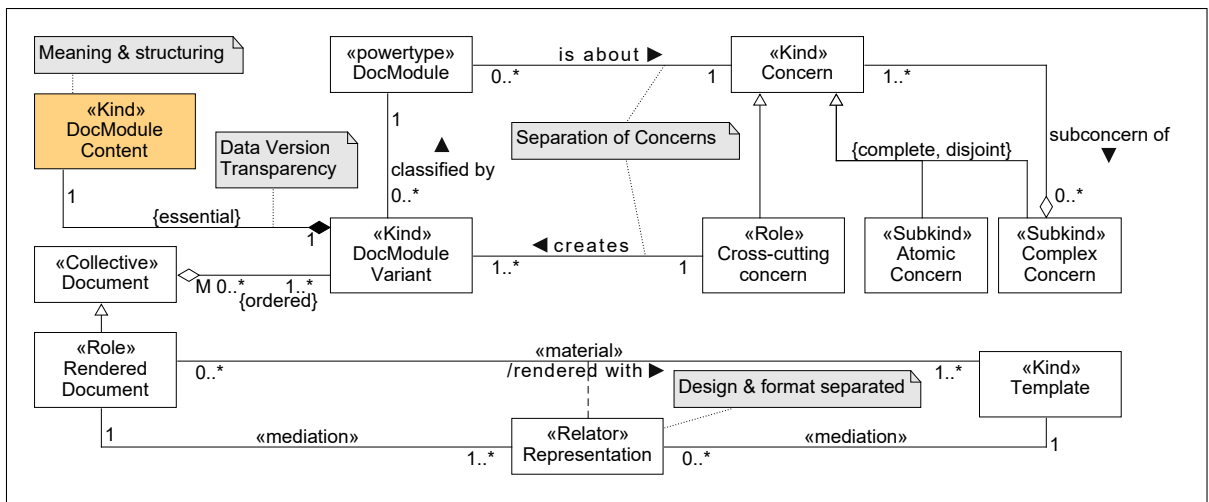 Meaning & structuring
«powertype»
DocModule
0..*
is about ▶
1
«Kind»
Concern
1..*
«Kind»
DocModule
Content
1
classified by
▲
0..*
Data Version
Transparency
Separation of Concerns
{complete, disjoint}
subconcern of
▼
0..*
1
{essential}
1
«Kind»
DocModule
Variant
◀ creates
1..*
1
«Role»
Cross-cutting
concern
«Subkind»
Atomic
Concern
«Subkind»
Complex
Concern
«Collective»
Document
M 0..*
1..*
{ordered}
«Role»
Rendered
Document
0..*
«material»
/rendered with ▶
1..*
«Kind»
Template
Design & format separated
1
«mediation»
1..*
«Relator»
Representation
0..*
«mediation»
1